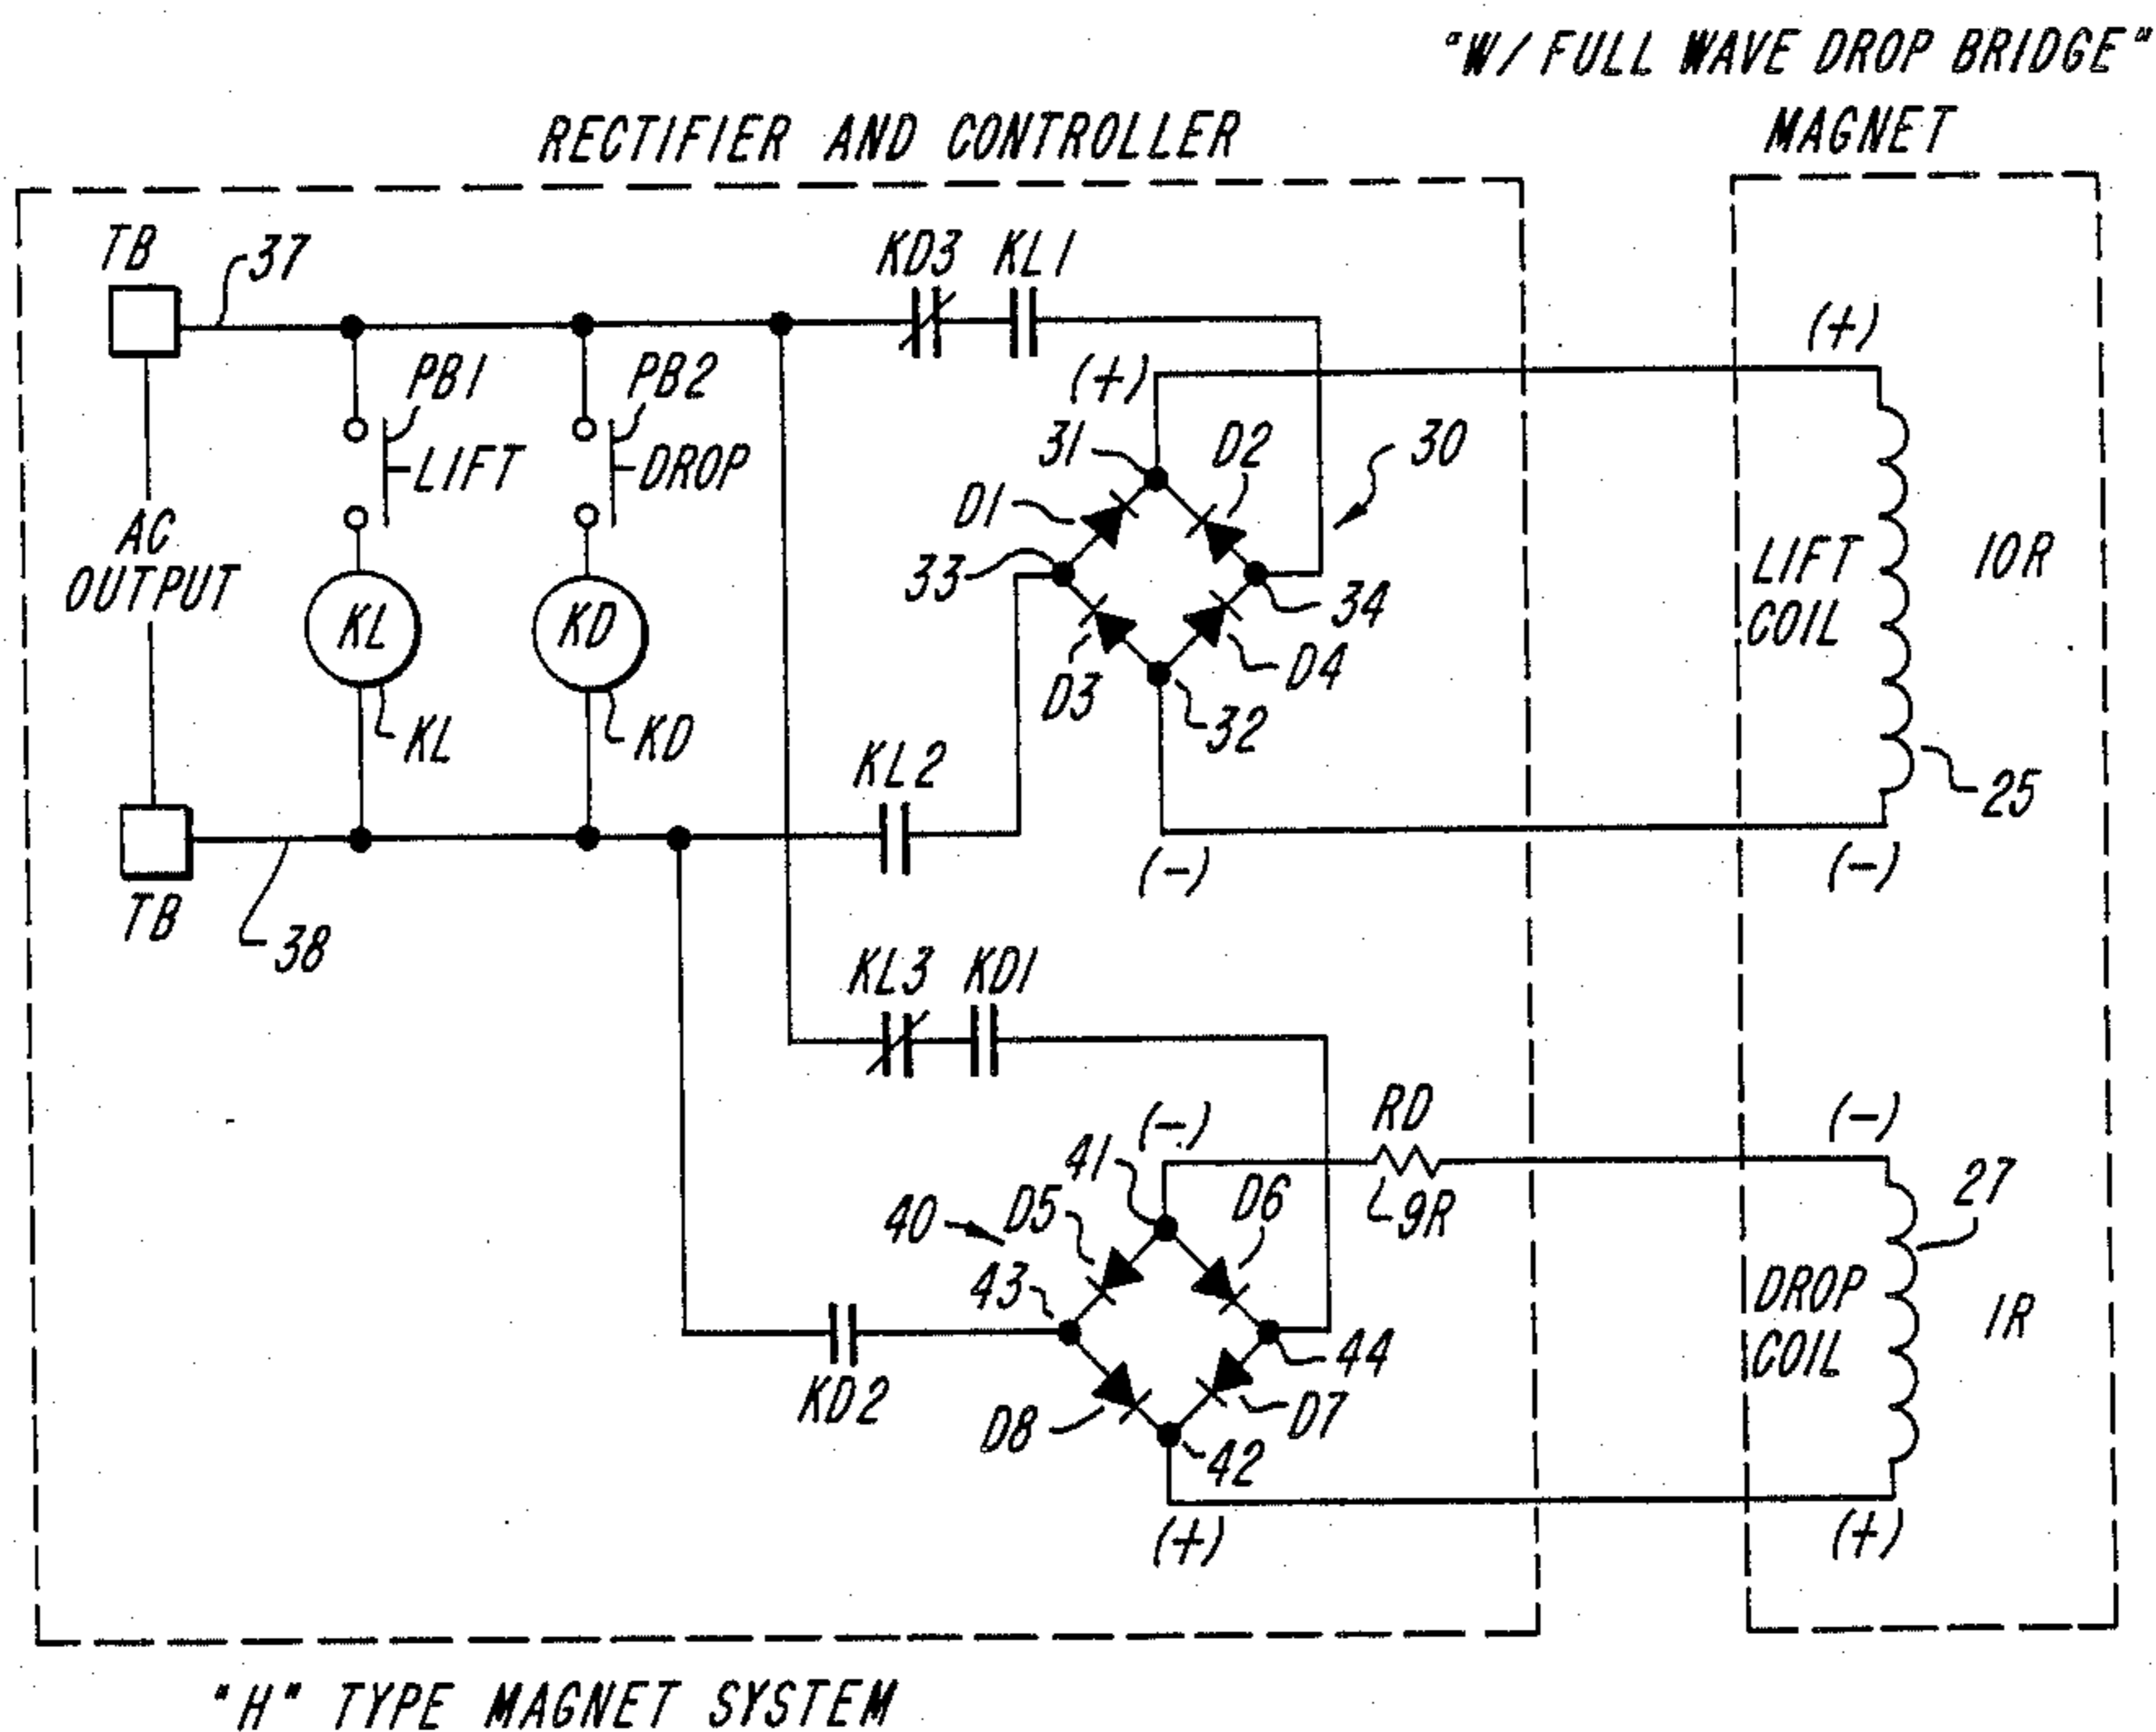 "W/ FULL WAVE DROP BRIDGE"
RECTIFIER AND CONTROLLER
MAGNET
TB
37
KD3
KL1
(+)
(+)
PB1
PB2
LIFT
DROP
31
D2
30
D1
AC
OUTPUT
33
34
LIFT
COIL
10R
KL
KD
D3
D4
KL
KD
32
KL2
25
TB
38
(-)
(-)
KL3
KD1
(-)
RD
(-)
41
9R
27
40
D5
D6
43
DROP
COIL
1R
44
KD2
D8
D7
42
(+)
(+)
"H" TYPE MAGNET SYSTEM